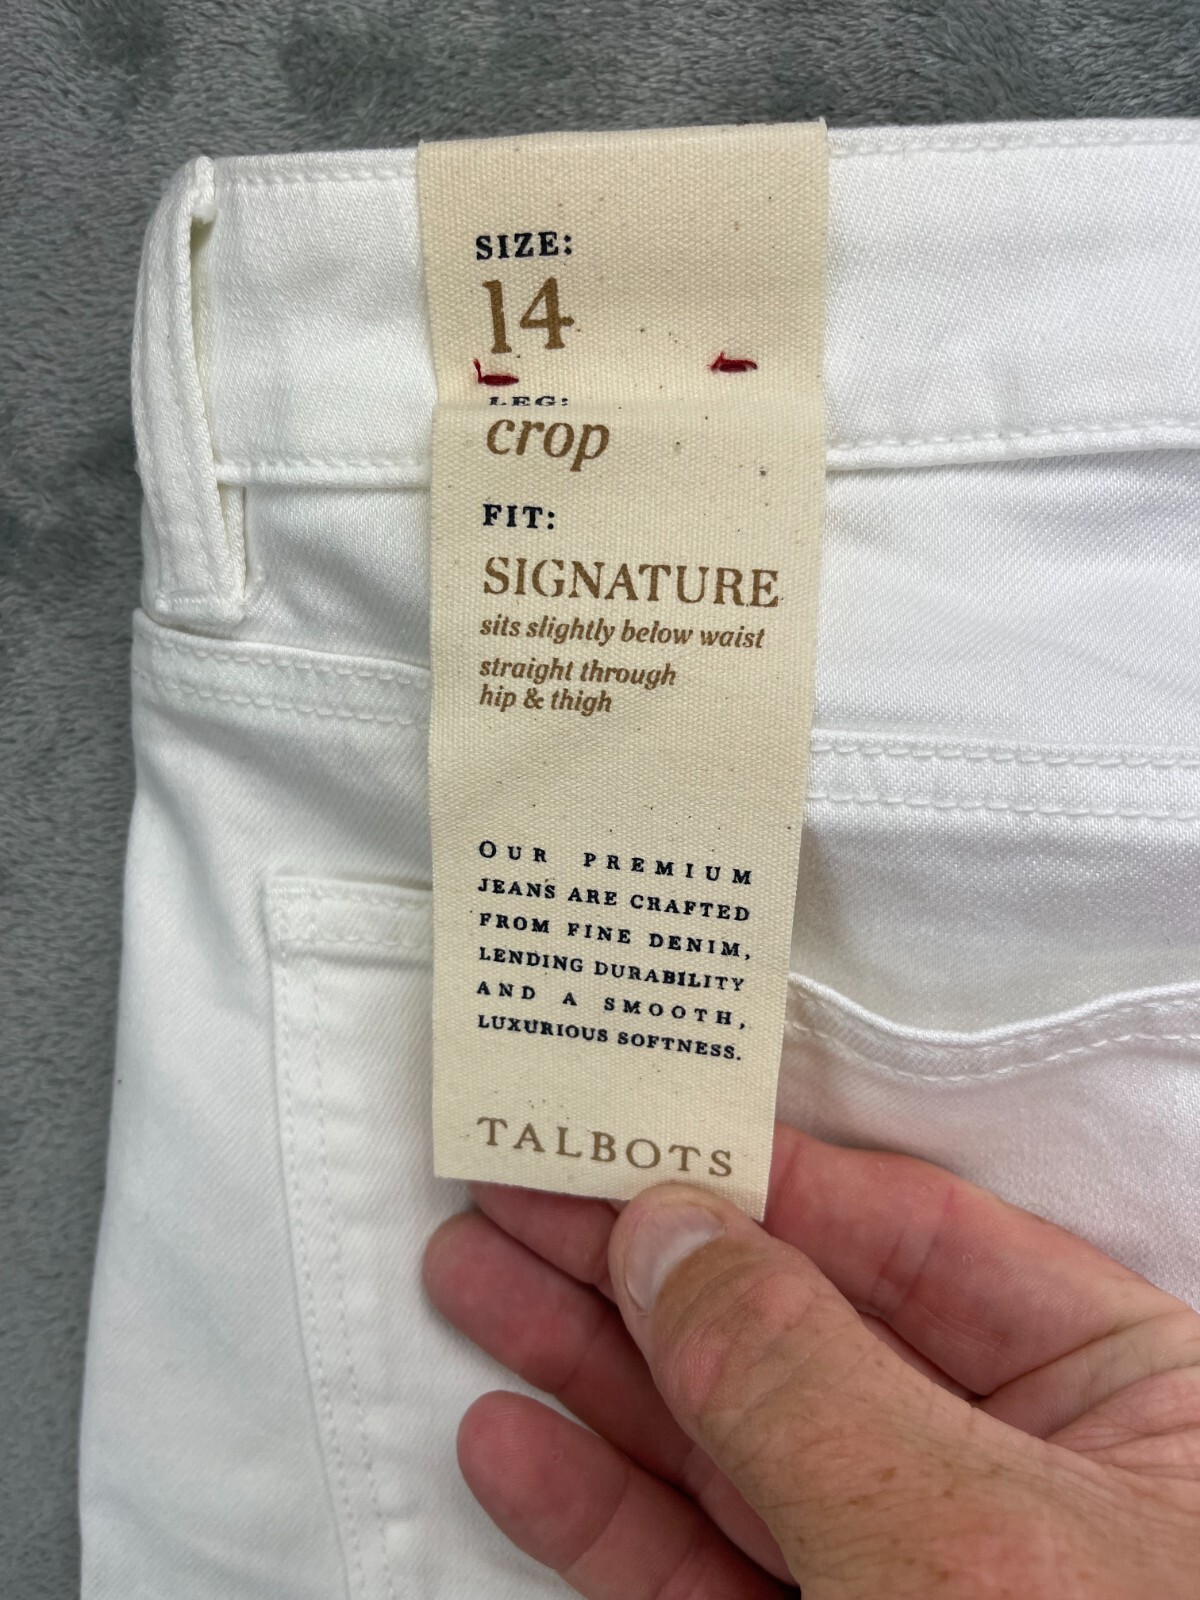 SIZE:
14
LEG:
crop
FIT:
SIGNATURE
sits slightly below waist
straight through
hip & thigh
OUR PREMIUM
JEANS ARE CRAFTED
FROM FINE DENIM,
LENDING DURABILITY
AND A SMOOTH,
LUXURIOUS SOFTNESS.
TALBOTS